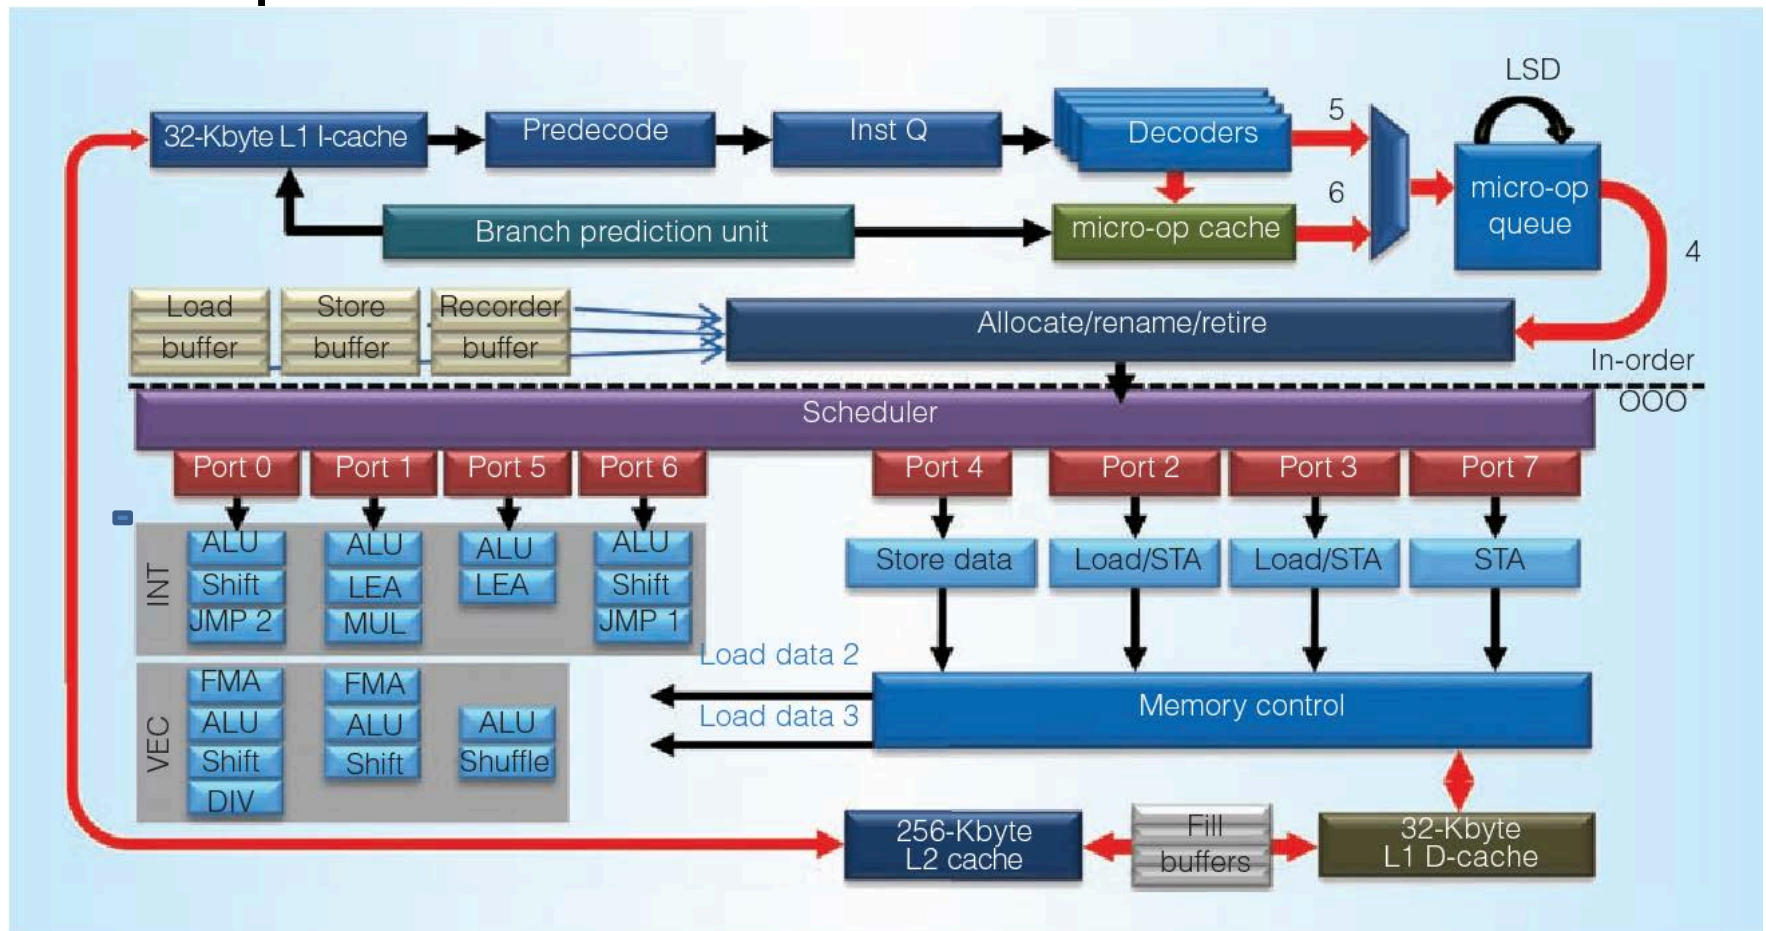 LSD
32-Kbyte L1 I-cache
Predecode
Inst Q
Decoders
5
micro-op
queue
6
Branch prediction unit
micro-op cache
4
Load
buffer
Store
buffer
Recorder
buffer
Allocate/rename/retire
In-order
OOO
Scheduler
Port 0
Port 1
Port 5
Port 6
Port 4
Port 2
Port 3
Port 7
INT
ALU
Shift
JMP 2
ALU
LEA
MUL
ALU
LEA
ALU
Shift
JMP 1
Store data
Load/STA
Load/STA
STA
VEC
FMA
ALU
Shift
DIV
FMA
ALU
Shift
ALU
Shuffle
Load data 2
Load data 3
Memory control
256-Kbyte
L2 cache
Fill
buffers
32-Kbyte
L1 D-cache